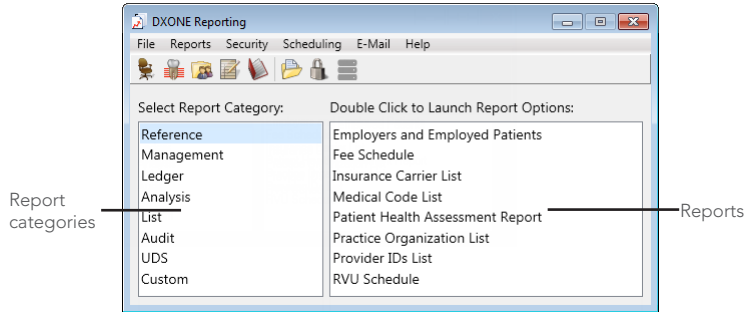 DXONE Reporting
File Reports Security Scheduling E-Mail Help
Select Report Category:
Double Click to Launch Report Options:
Reference
Management
Ledger
Analysis
List
Audit
UDS
Custom
Employers and Employed Patients
Fee Schedule
Insurance Carrier List
Medical Code List
Patient Health Assessment Report
Practice Organization List
Provider IDs List
RVU Schedule
Report
categories
Reports